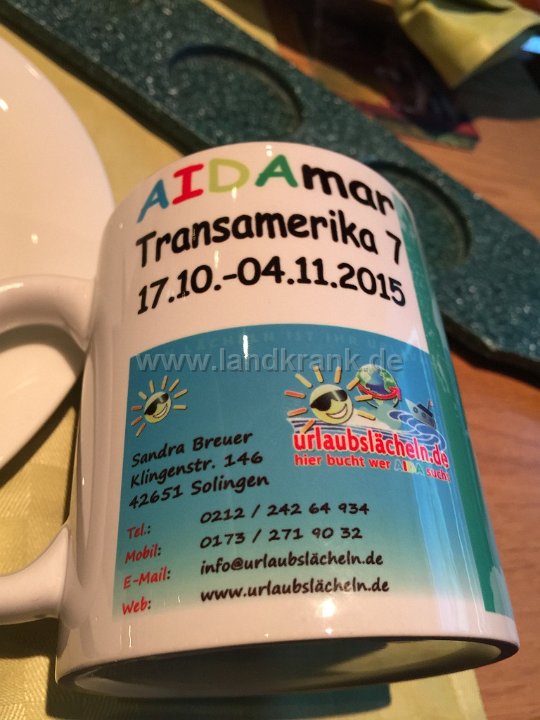 AIDAmar
Transamerika 7
17.10.-04.11.2015
www.landkrank.de
urlaubslächeln.de
hier bucht wer AIDA sucht
Sandra Breuer
Klingenstr. 146
42651 Solingen
Tel.: 0212 / 242 64 934
Mobil: 0173 / 271 90 32
E-Mail: info@urlaubslächeln.de
Web: www.urlaubslächeln.de